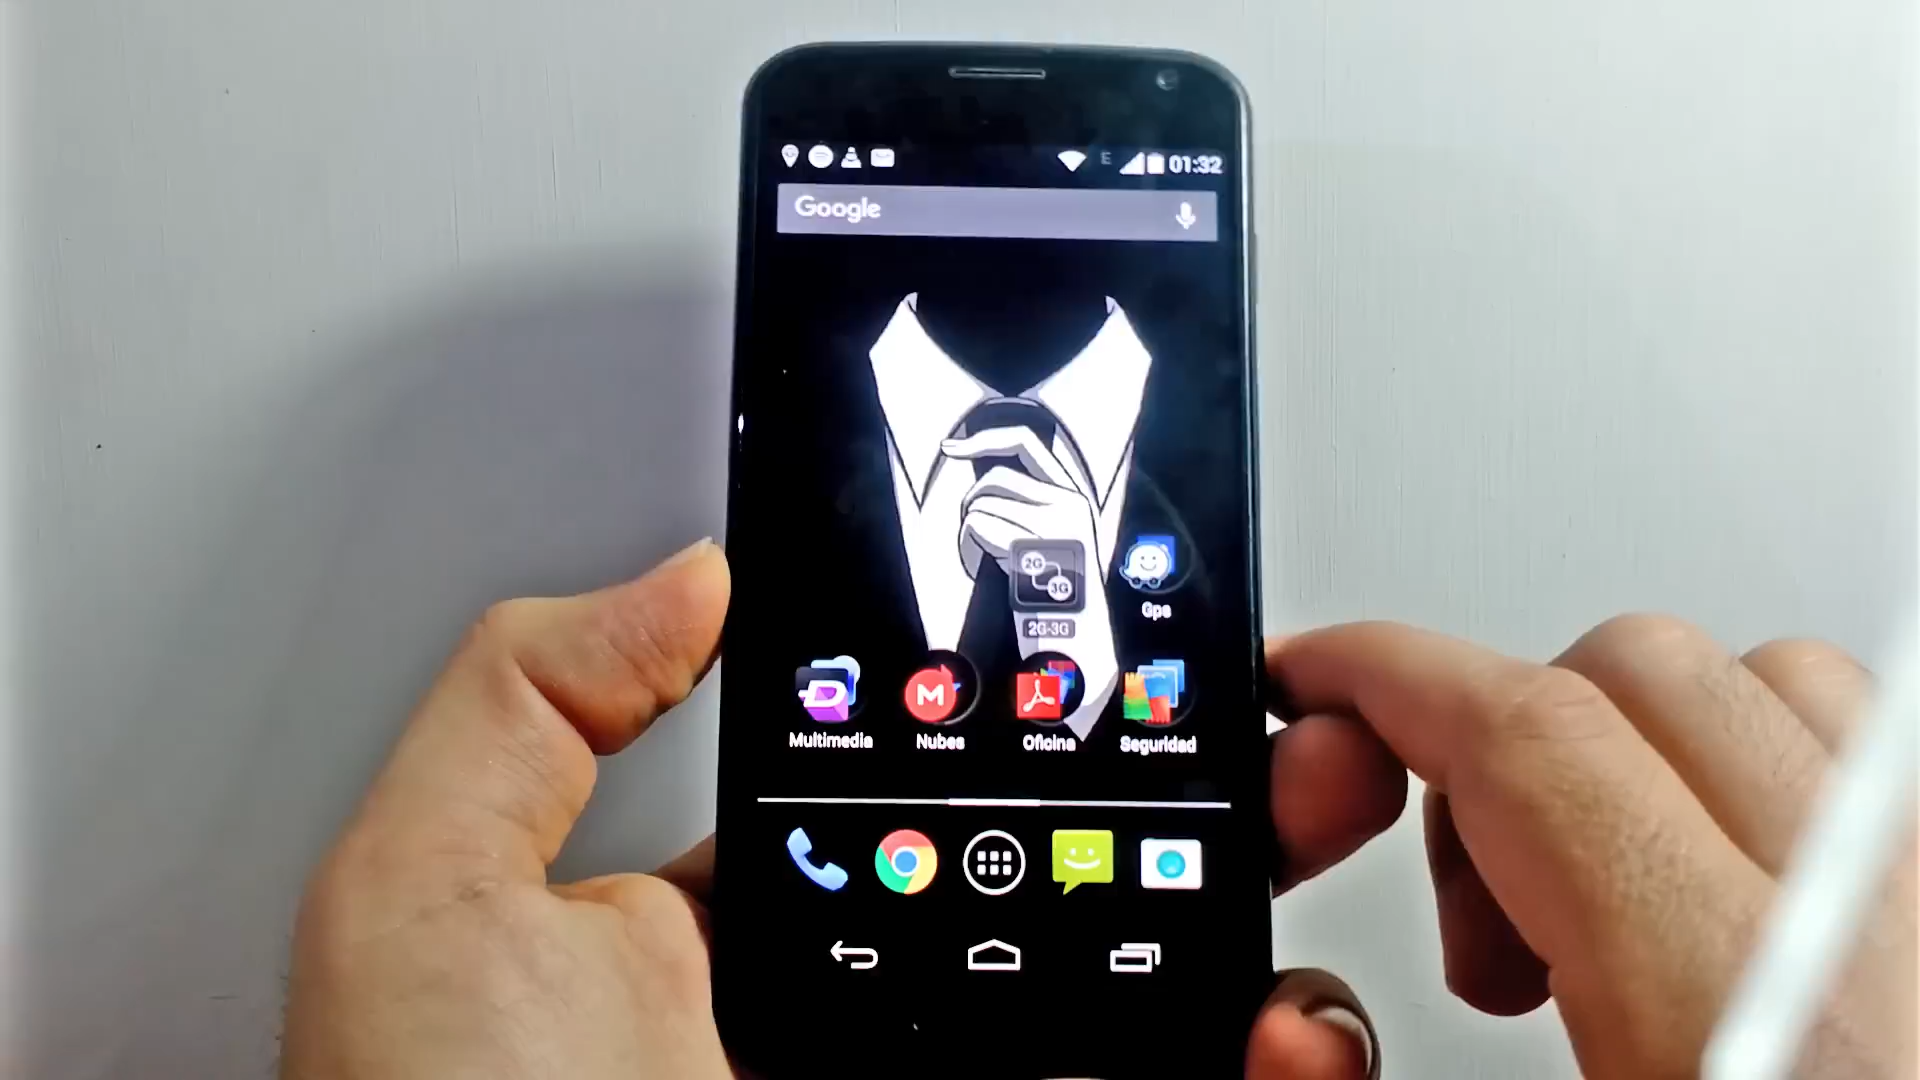 E 01:32
Google
2G
3G
2G-3G
Gps
M
Multimedia
Nubes
Oficina
Seguridad